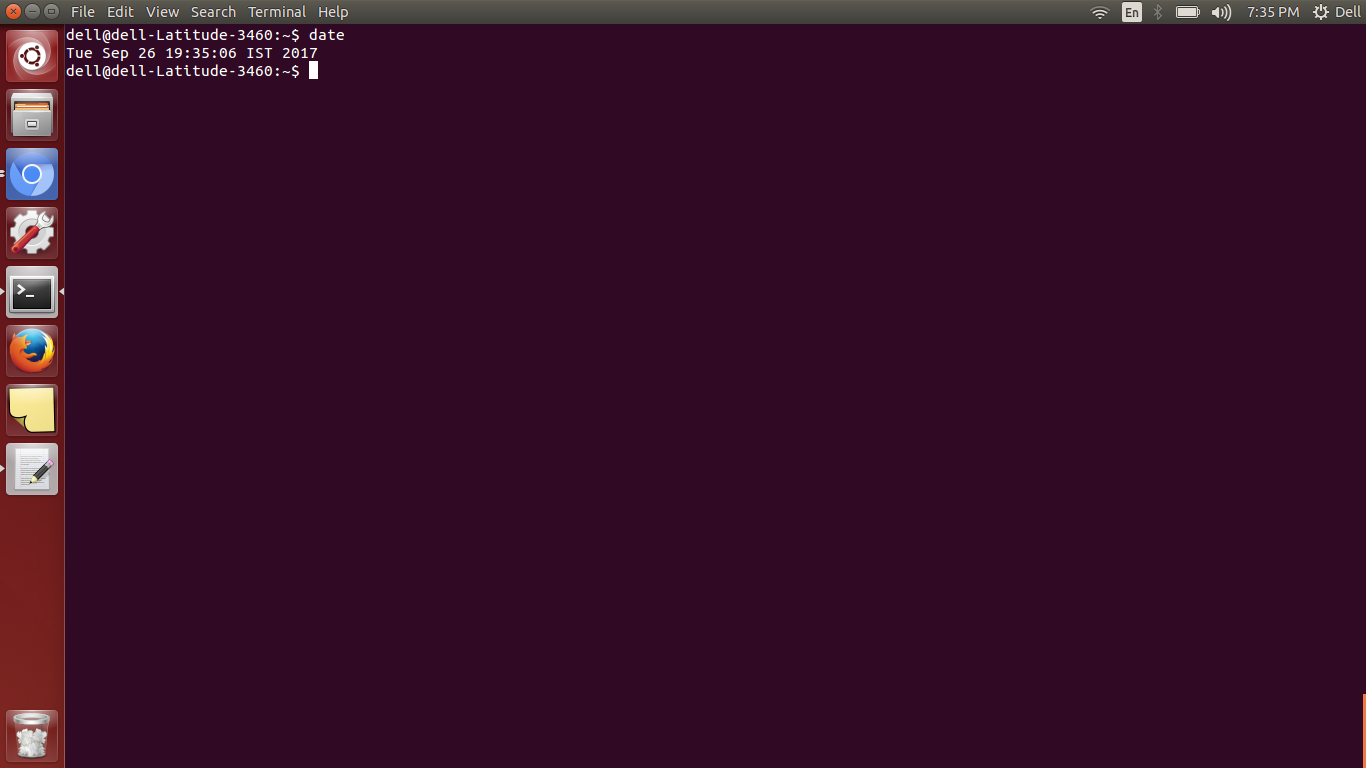 File Edit View Search Terminal Help En 7:35 PM Dell
dell@dell-Latitude-3460:~$ date
Tue Sep 26 19:35:06 IST 2017
dell@dell-Latitude-3460:~$